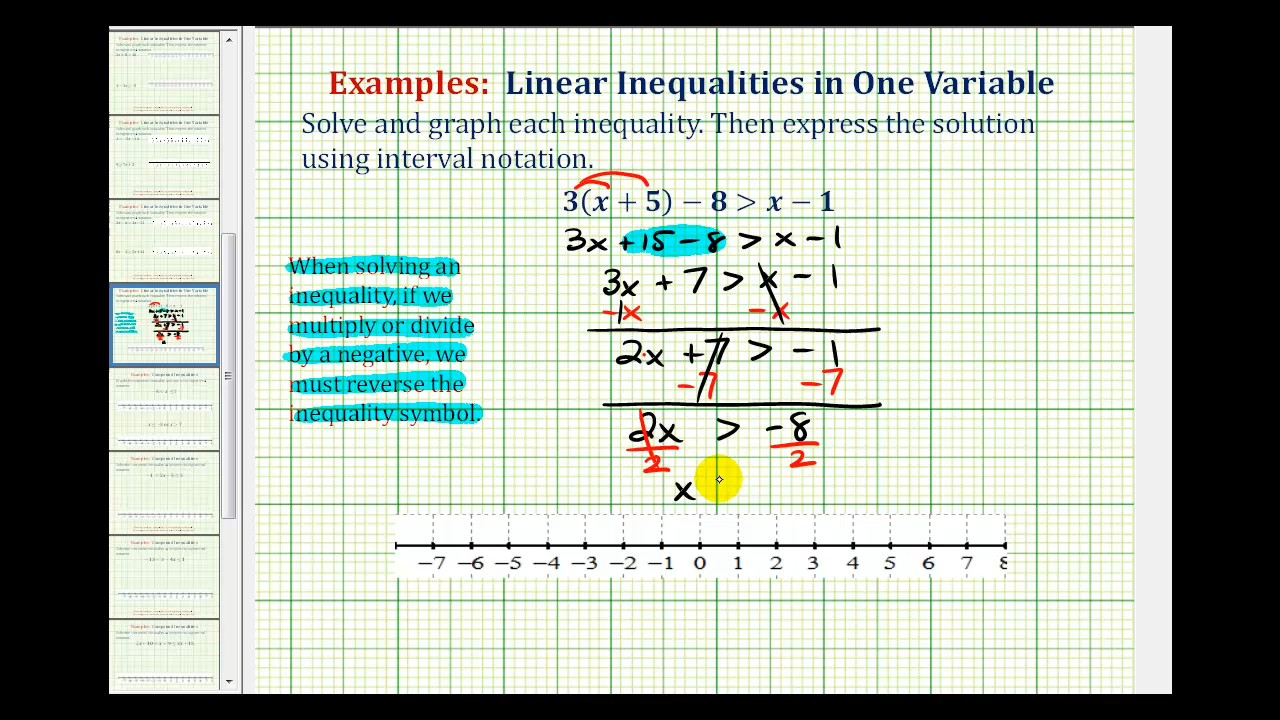 Examples: Linear Inequalities in One Variable
Solve and graph each inequality. Then express the solution
using interval notation.
3(x + 5) − 8 > x − 1
3x + 15 − 8 > x − 1
When solving an
inequality, if we
multiply or divide
by a negative, we
must reverse the
inequality symbol.
3x + 7 > x − 1
−1x −x
2x + 7 > − 1
−7 −7
2x > −8
2 2
x
−7 −6 −5 −4 −3 −2 −1 0 1 2 3 4 5 6 7 8